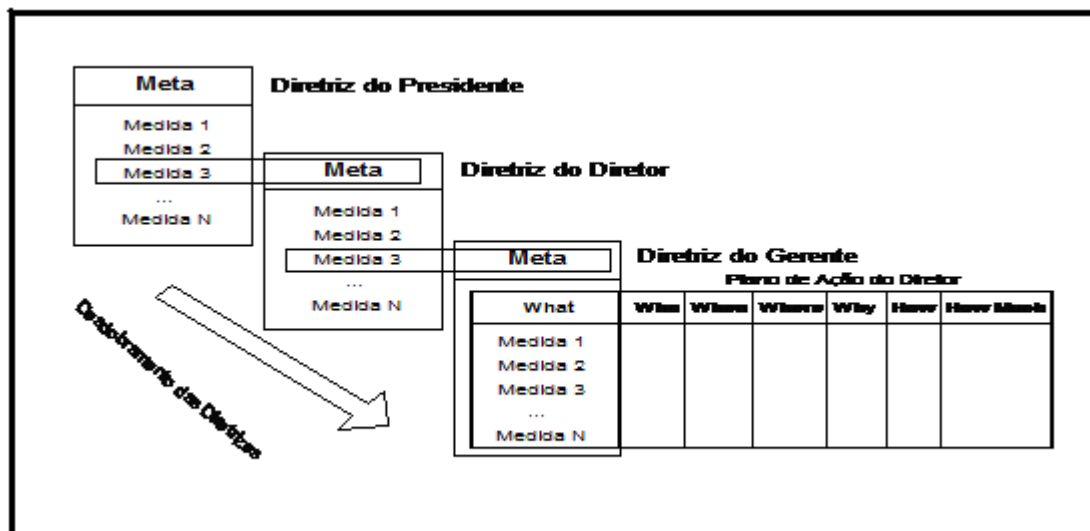 Meta
Diretriz do Presidente
Medida 1
Medida 2
Medida 3
...
Medida N
Meta
Diretriz do Diretor
Medida 1
Medida 2
Medida 3
...
Medida N
Meta
Diretriz do Gerente
Plano de Ação do Diretor
What Who When Where Why How How Much
Medida 1
Medida 2
Medida 3
...
Medida N
Desdobramento das Diretrizes